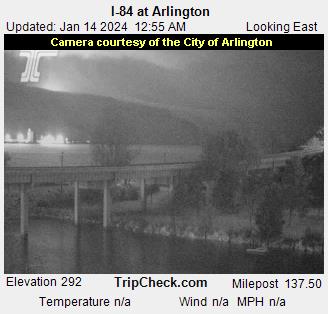 I-84 at Arlington
Updated: Jan 14 2024 12:55 AM Looking East
Camera courtesy of the City of Arlington
Elevation 292 TripCheck.com Milepost 137.50
Temperature n/a Wind n/a MPH n/a